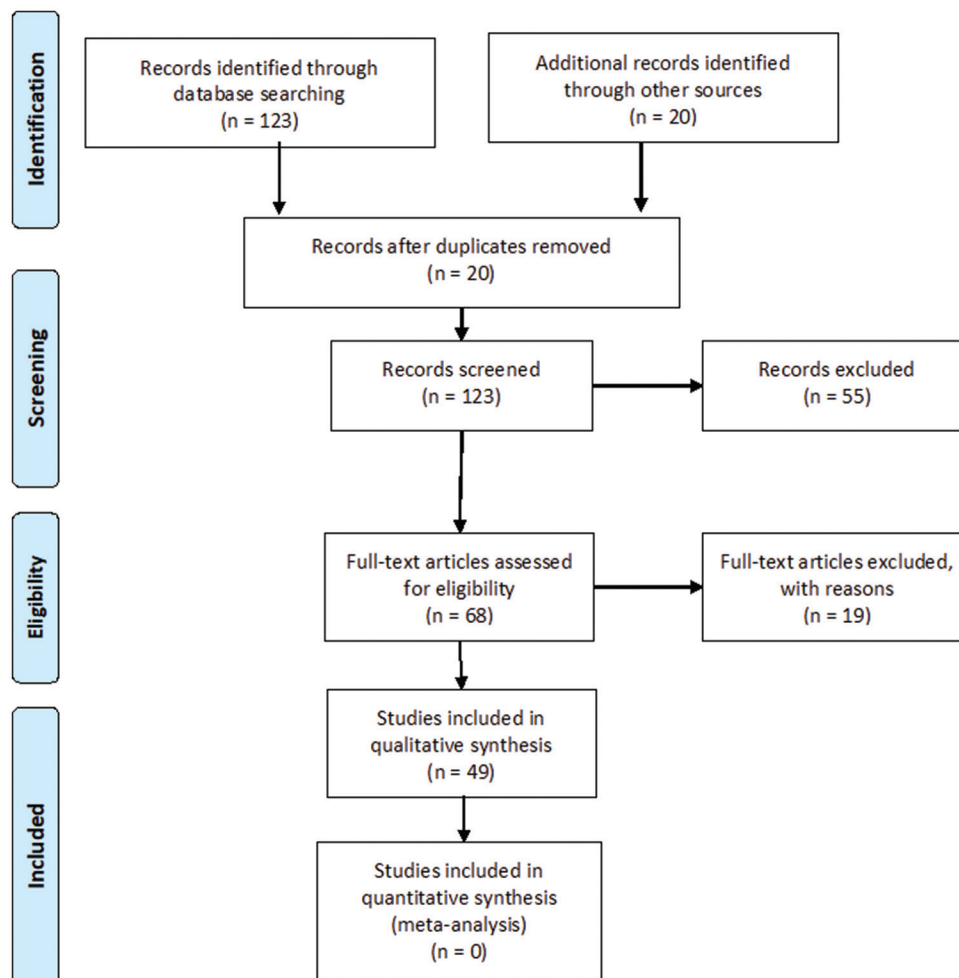 Identification
Records identified through
database searching
(n = 123)
Additional records identified
through other sources
(n = 20)
Records after duplicates removed
(n = 20)
Screening
Records screened
(n = 123)
Records excluded
(n = 55)
Eligibility
Full-text articles assessed
for eligibility
(n = 68)
Full-text articles excluded,
with reasons
(n = 19)
Included
Studies included in
qualitative synthesis
(n = 49)
Studies included in
quantitative synthesis
(meta-analysis)
(n = 0)